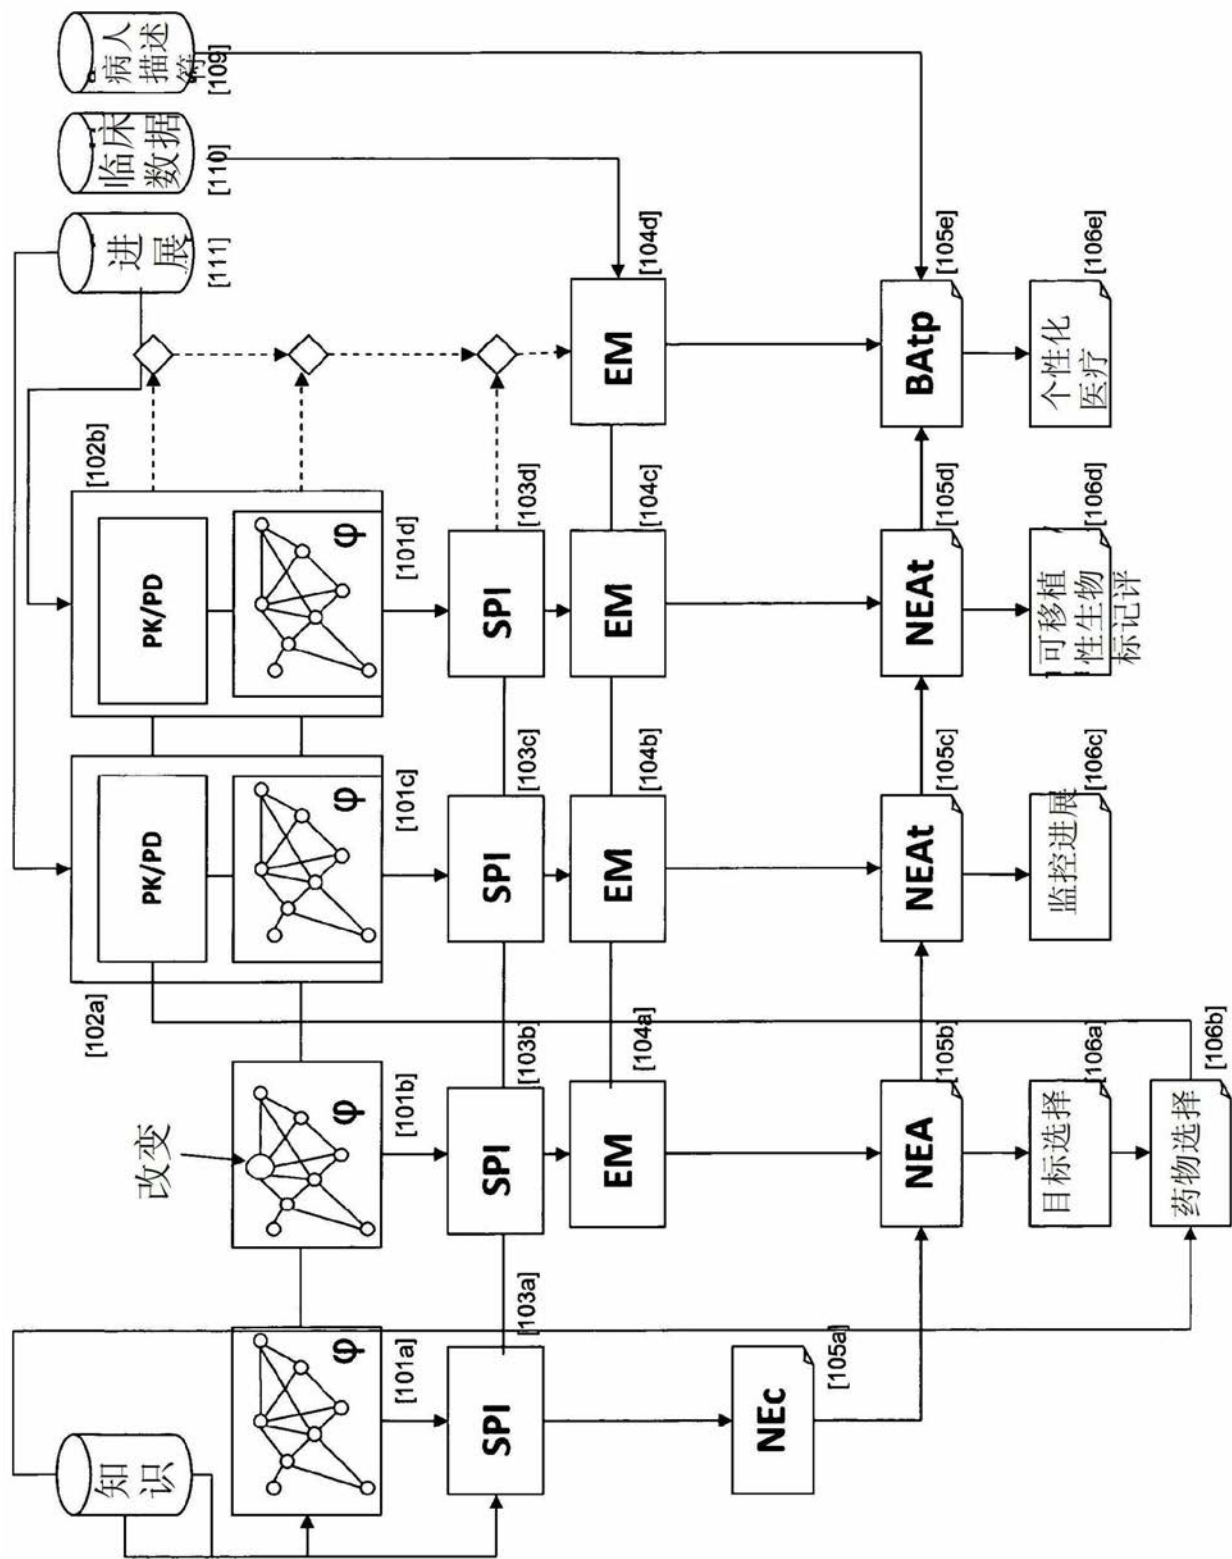 知
识
φ
[101a]
SPI
[103a]
NEc
[105a]
改变
φ
[101b]
SPI
[103b]
EM
[104a]
NEA
[105b]
目标选择
[106a]
药物选择
[106b]
[102a]
PK/PD
φ
[101c]
SPI
[103c]
EM
[104b]
NEAt
[105c]
监控进展
[106c]
[102b]
PK/PD
φ
[101d]
SPI
[103d]
EM
[104c]
NEAt
[105d]
可移植
性生物
标记评
[106d]
进
展
[111]
EM
[104d]
BAtp
[105e]
个性化
医疗
[106e]
临床
数据
[110]
病人
描述
符
[109]